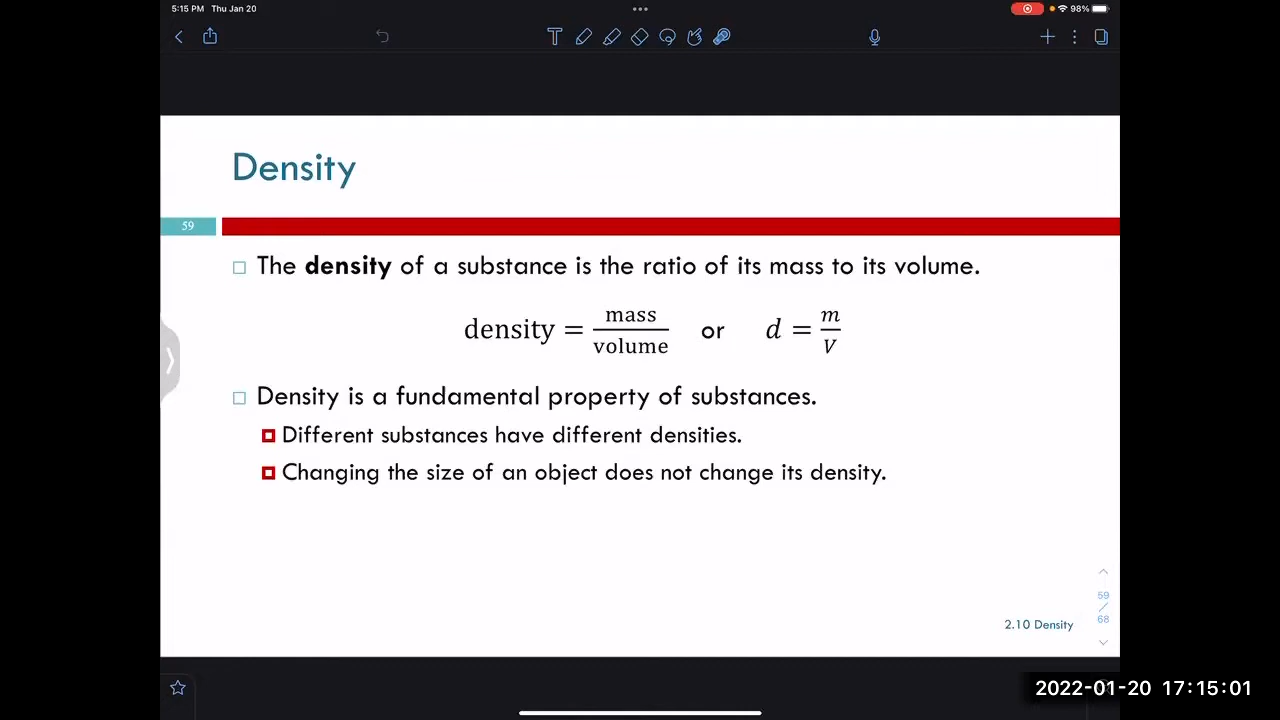 5:15 PM Thu Jan 20
98%
T
Density
59
The density of a substance is the ratio of its mass to its volume.
density = mass/volume or d = m/V
Density is a fundamental property of substances.
Different substances have different densities.
Changing the size of an object does not change its density.
59
/
68
2.10 Density
2022-01-20 17:15:01